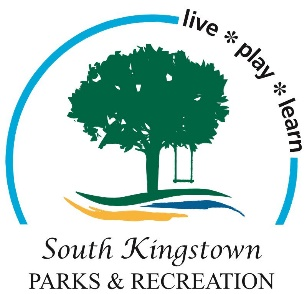 live * play * learn
South Kingstown
PARKS & RECREATION